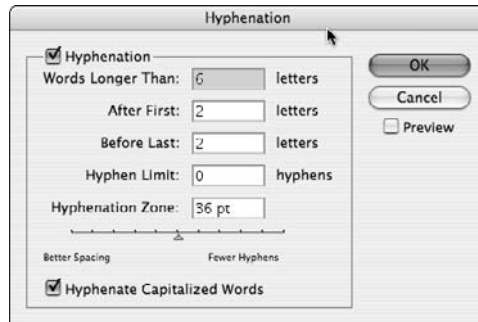 Hyphenation
Hyphenation
Words Longer Than: 6 letters
After First: 2 letters
Before Last: 2 letters
Hyphen Limit: 0 hyphens
Hyphenation Zone: 36 pt
Better Spacing Fewer Hyphens
Hyphenate Capitalized Words
OK
Cancel
Preview